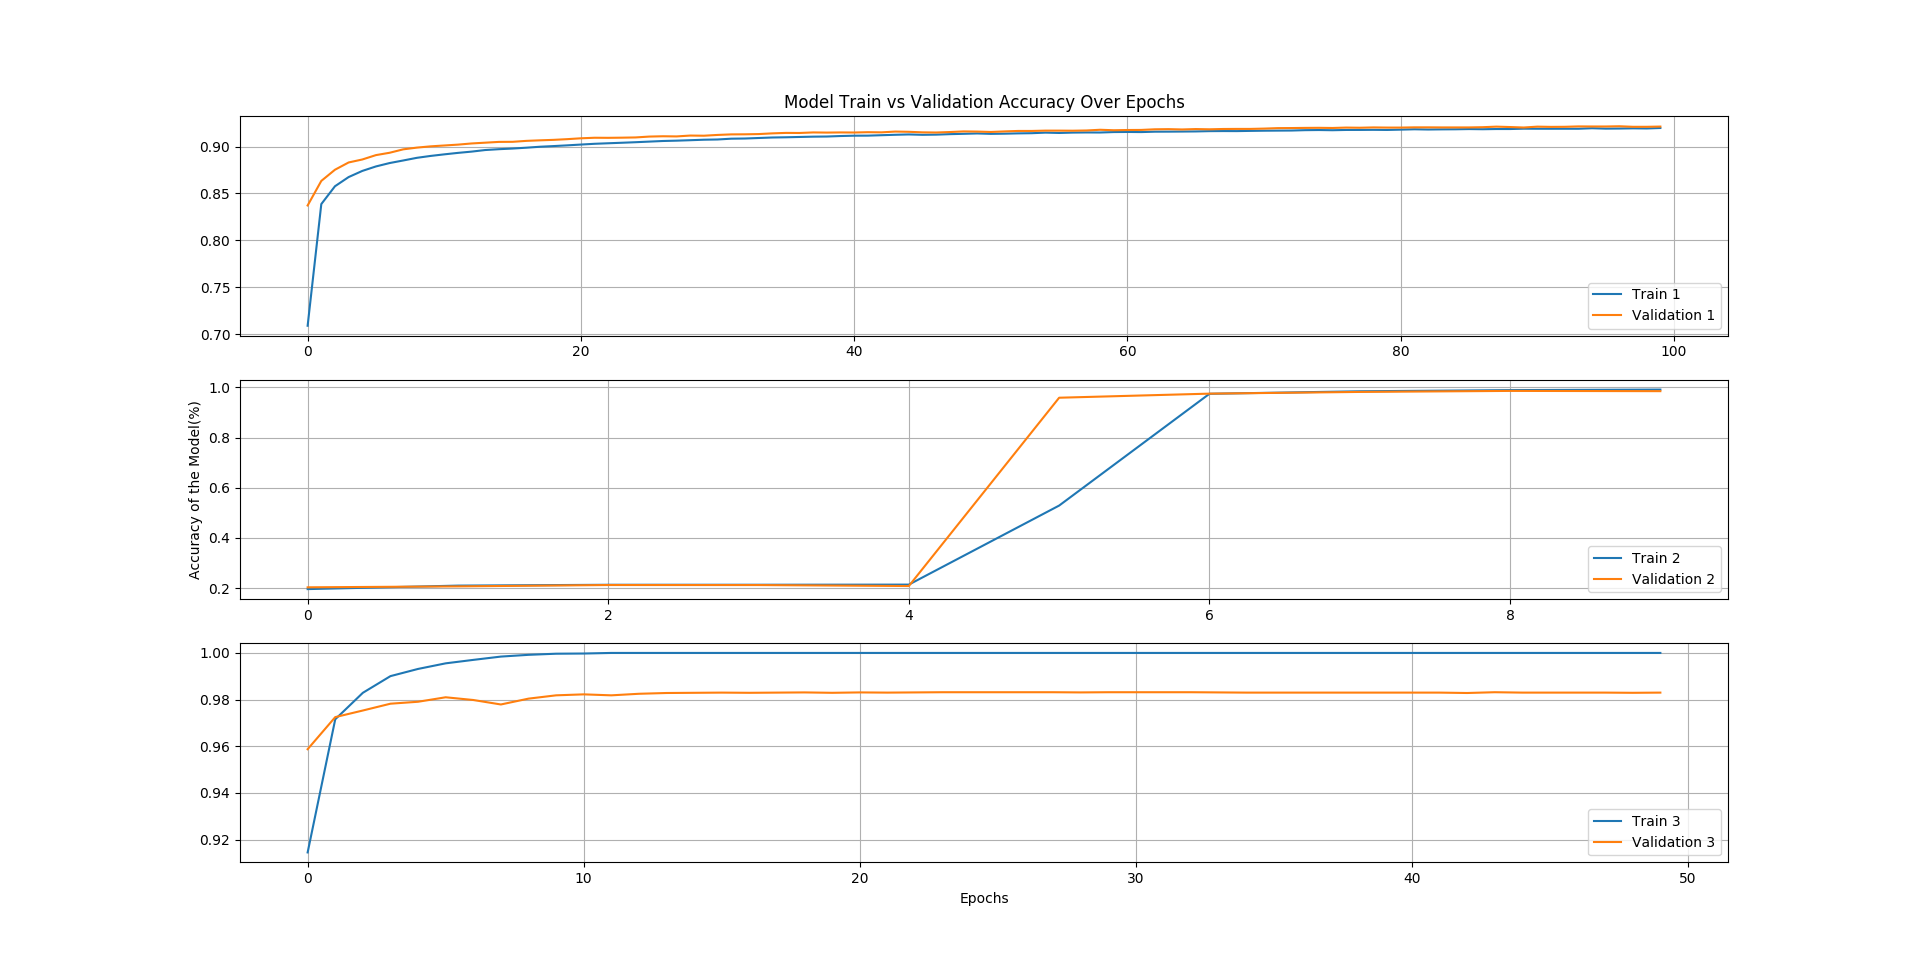 Model Train vs Validation Accuracy Over Epochs
0.90
0.85
0.80
0.75
0.70
Train 1
Validation 1
0 20 40 60 80 100
Accuracy of the Model(%)
1.0
0.8
0.6
0.4
0.2
Train 2
Validation 2
0 2 4 6 8
1.00
0.98
0.96
0.94
0.92
Train 3
Validation 3
0 10 20 30 40 50
Epochs